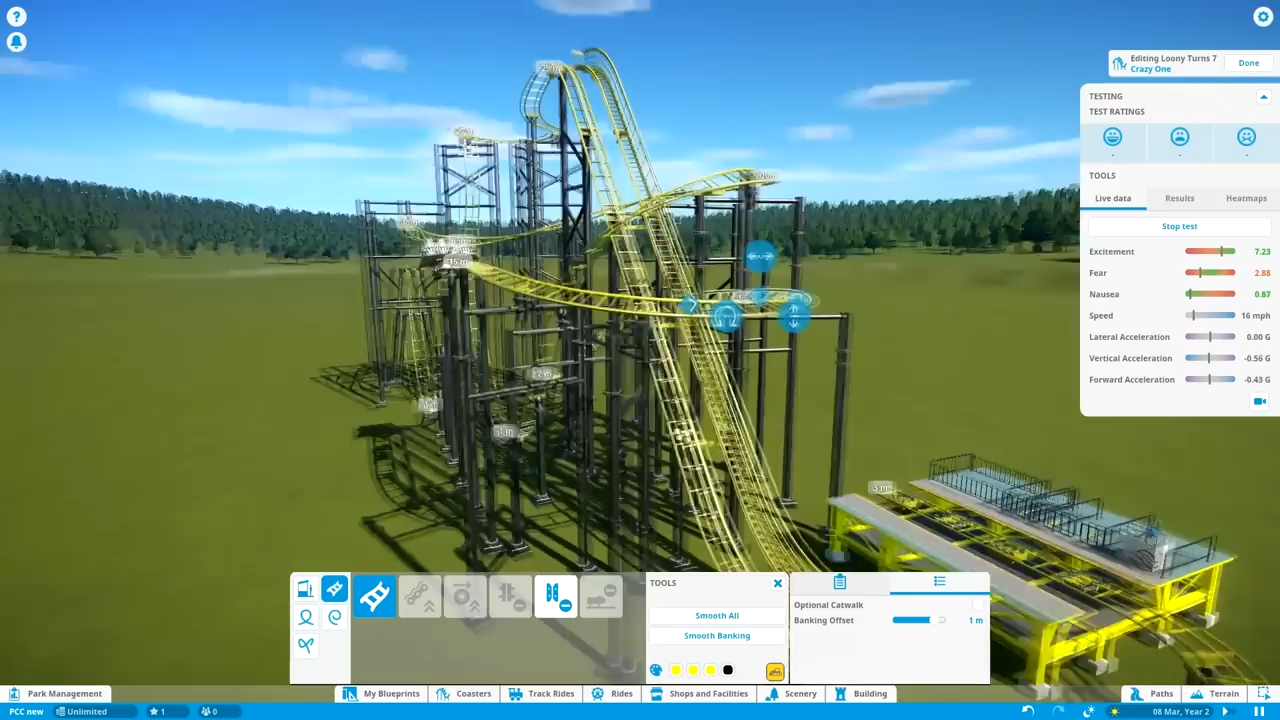 Editing Loony Turns 7
Crazy One
Done
TESTING
TEST RATINGS
-
-
-
TOOLS
Live data
Results
Heatmaps
Stop test
Excitement 7.23
Fear 2.88
Nausea 0.87
Speed 16 mph
Lateral Acceleration 0.00 G
Vertical Acceleration -0.56 G
Forward Acceleration -0.43 G
15 m
TOOLS
Smooth All
Smooth Banking
Optional Catwalk
Banking Offset 1 m
Park Management
My Blueprints
Coasters
Track Rides
Rides
Shops and Facilities
Scenery
Building
Paths
Terrain
PCC new
Unlimited
1
0
08 Mar, Year 2